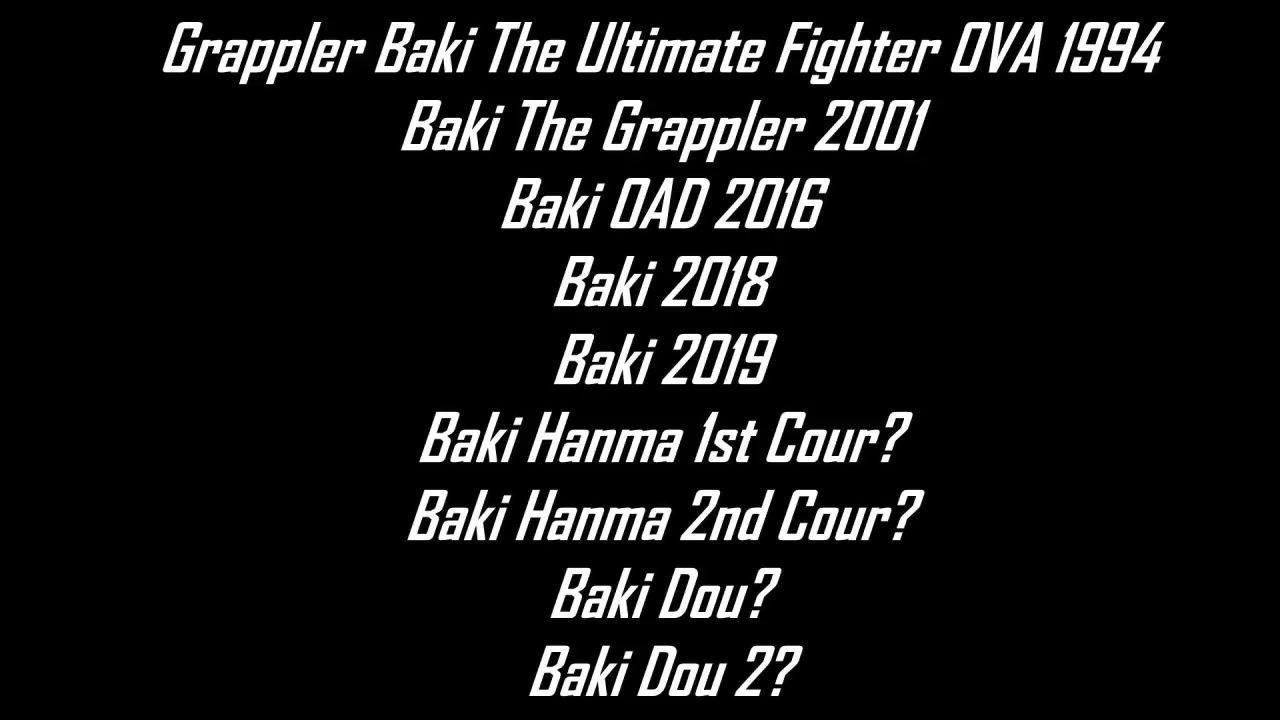 Grappler Baki The Ultimate Fighter OVA 1994
Baki The Grappler 2001
Baki OAD 2016
Baki 2018
Baki 2019
Baki Hanma 1st Cour?
Baki Hanma 2nd Cour?
Baki Dou?
Baki Dou 2?